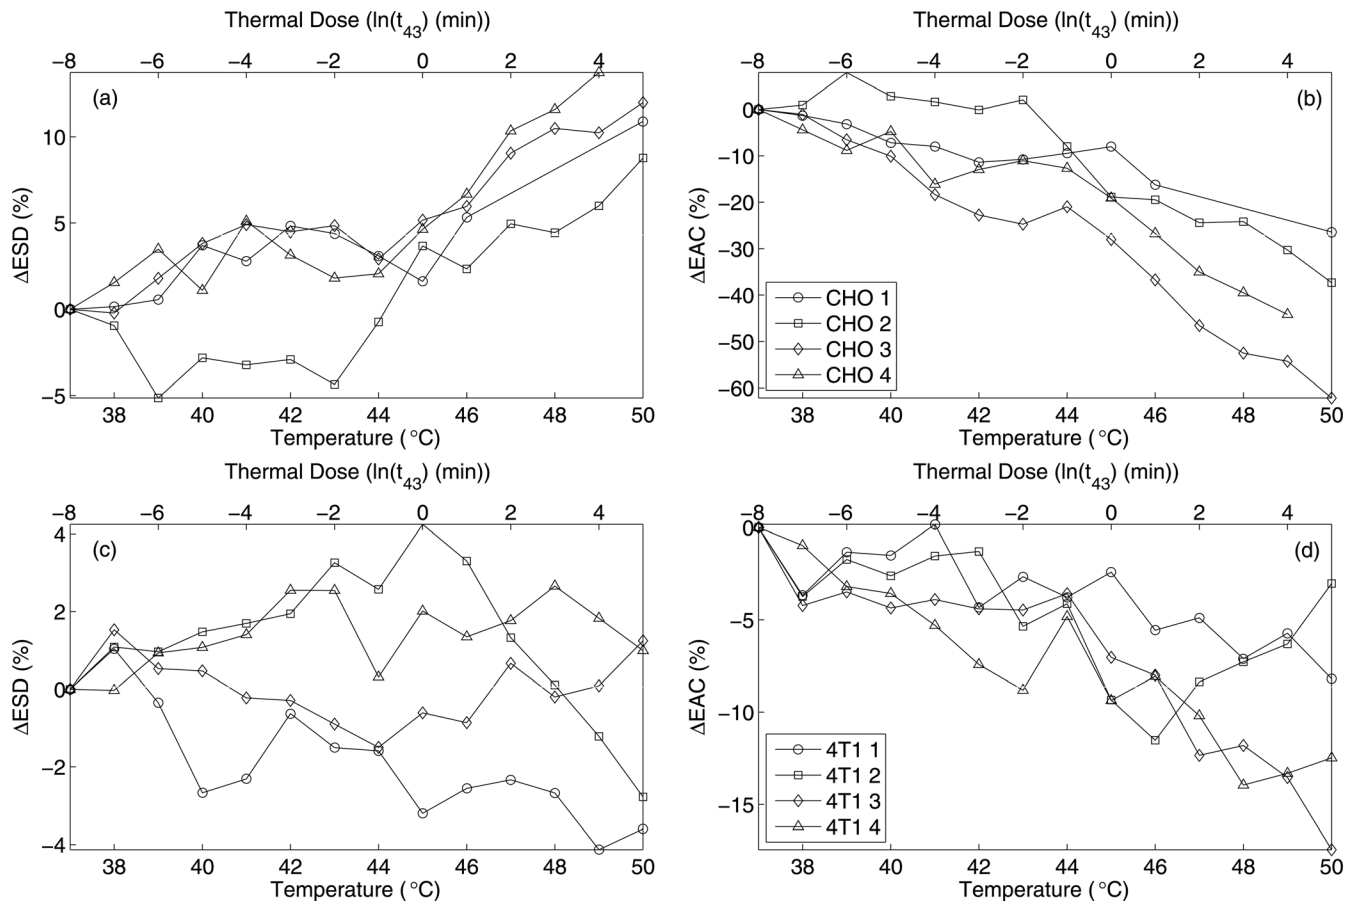 Thermal Dose (ln(t43) (min))
−8 −6 −4 −2 0 2 4
(a)
10
5
0
−5
ΔESD (%)
38 40 42 44 46 48 50
Temperature (°C)
Thermal Dose (ln(t43) (min))
−8 −6 −4 −2 0 2 4
(b)
0
−10
−20
−30
−40
−50
−60
ΔEAC (%)
CHO 1
CHO 2
CHO 3
CHO 4
38 40 42 44 46 48 50
Temperature (°C)
Thermal Dose (ln(t43) (min))
−8 −6 −4 −2 0 2 4
(c)
4
2
0
−2
−4
ΔESD (%)
38 40 42 44 46 48 50
Temperature (°C)
Thermal Dose (ln(t43) (min))
−8 −6 −4 −2 0 2 4
(d)
0
−5
−10
−15
ΔEAC (%)
4T1 1
4T1 2
4T1 3
4T1 4
38 40 42 44 46 48 50
Temperature (°C)